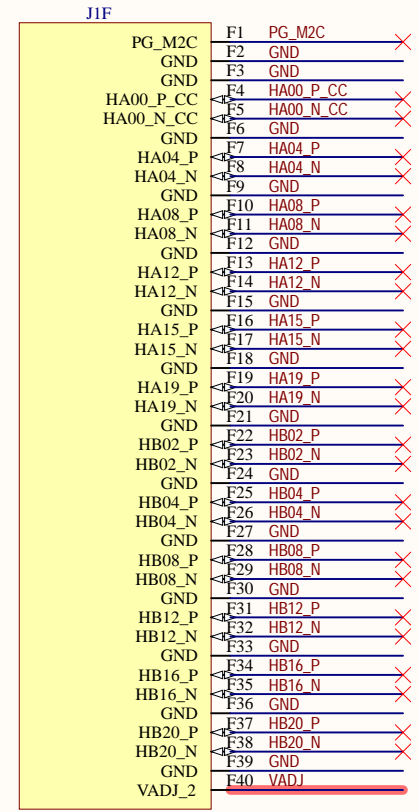 J1F
PG_M2C F1 PG_M2C
GND F2 GND
GND F3 GND
HA00_P_CC F4 HA00_P_CC
HA00_N_CC F5 HA00_N_CC
GND F6 GND
HA04_P F7 HA04_P
HA04_N F8 HA04_N
GND F9 GND
HA08_P F10 HA08_P
HA08_N F11 HA08_N
GND F12 GND
HA12_P F13 HA12_P
HA12_N F14 HA12_N
GND F15 GND
HA15_P F16 HA15_P
HA15_N F17 HA15_N
GND F18 GND
HA19_P F19 HA19_P
HA19_N F20 HA19_N
GND F21 GND
HB02_P F22 HB02_P
HB02_N F23 HB02_N
GND F24 GND
HB04_P F25 HB04_P
HB04_N F26 HB04_N
GND F27 GND
HB08_P F28 HB08_P
HB08_N F29 HB08_N
GND F30 GND
HB12_P F31 HB12_P
HB12_N F32 HB12_N
GND F33 GND
HB16_P F34 HB16_P
HB16_N F35 HB16_N
GND F36 GND
HB20_P F37 HB20_P
HB20_N F38 HB20_N
GND F39 GND
VADJ_2 F40 VADJ